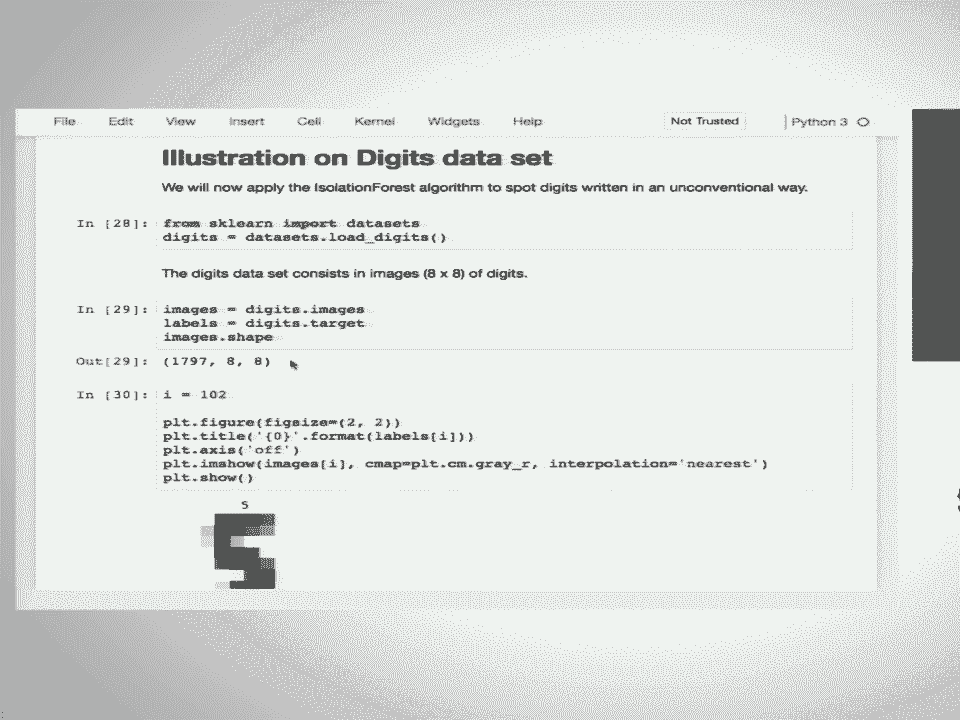 File Edit View Insert Cell Kernel Widgets Help Not Trusted Python 3
Illustration on Digits data set
We will now apply the IsolationForest algorithm to spot digits written in an unconventional way.
In [28]: from sklearn import datasets
digits = datasets.load_digits()
The digits data set consists in images (8 x 8) of digits.
In [29]: images = digits.images
labels = digits.target
images.shape
Out[29]: (1797, 8, 8)
In [30]: i = 102
plt.figure(figsize=(2, 2))
plt.title('{0}'.format(labels[i]))
plt.axis('off')
plt.imshow(images[i], cmap=plt.cm.gray_r, interpolation='nearest')
plt.show()
5
5